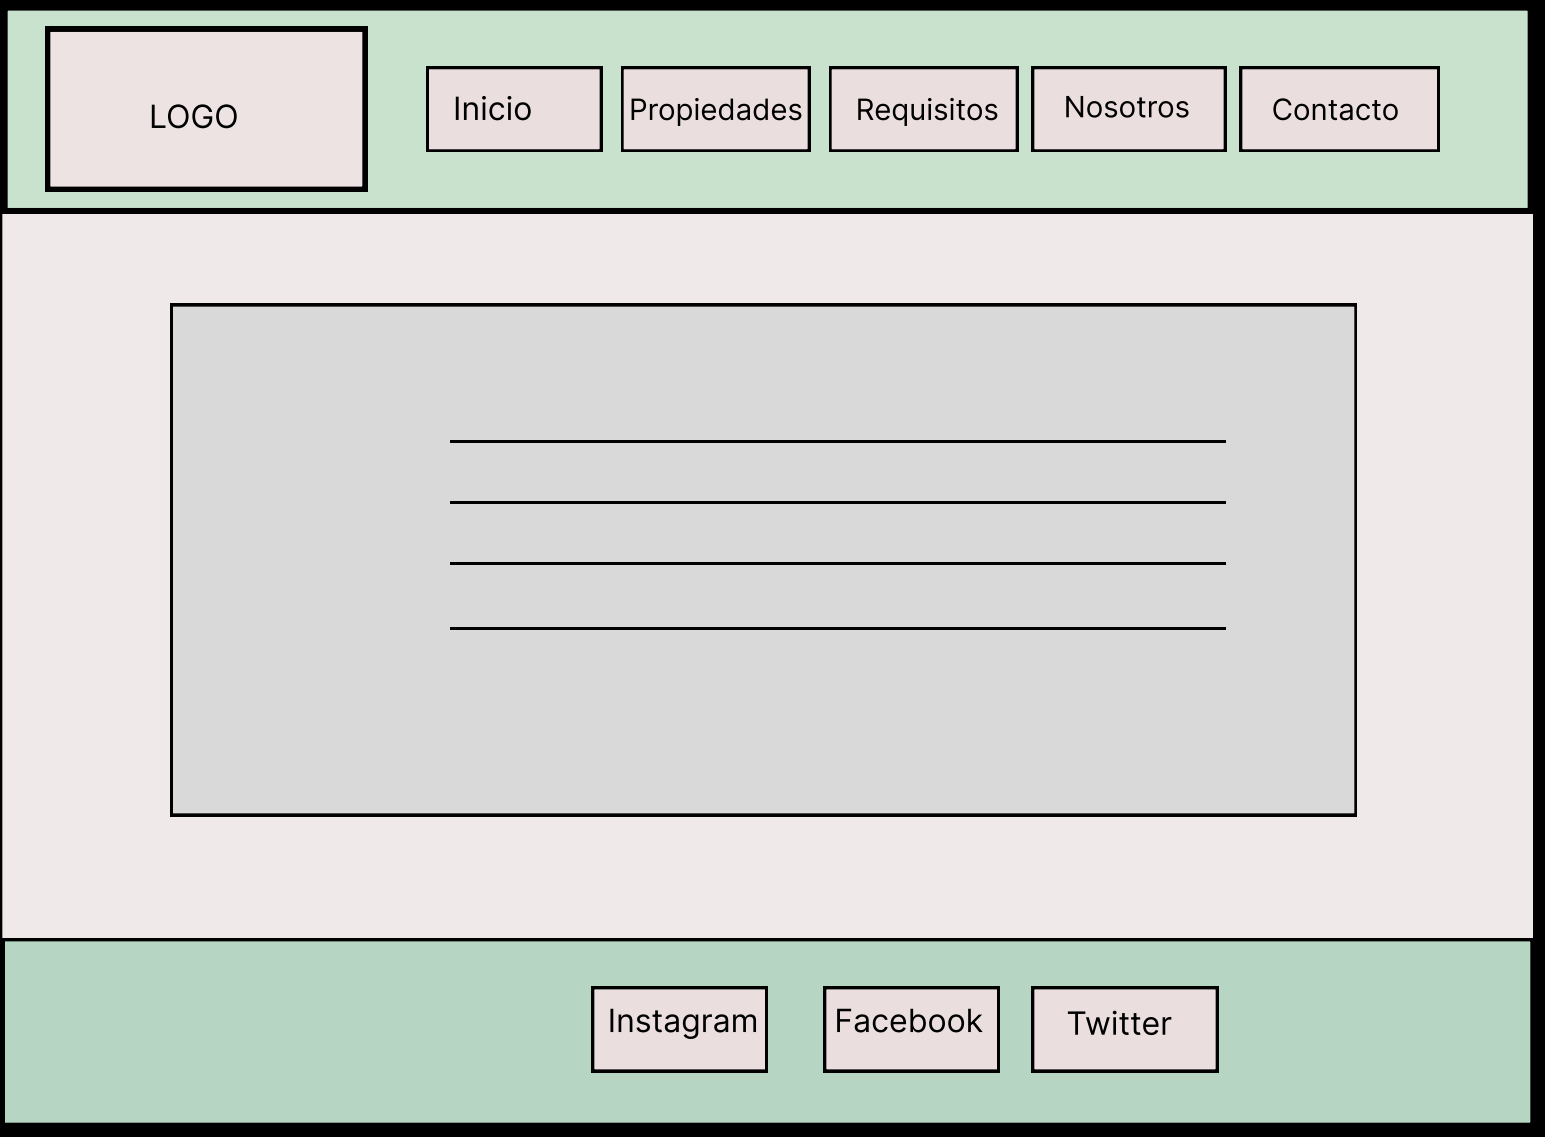 LOGO
Inicio
Propiedades
Requisitos
Nosotros
Contacto
Instagram
Facebook
Twitter